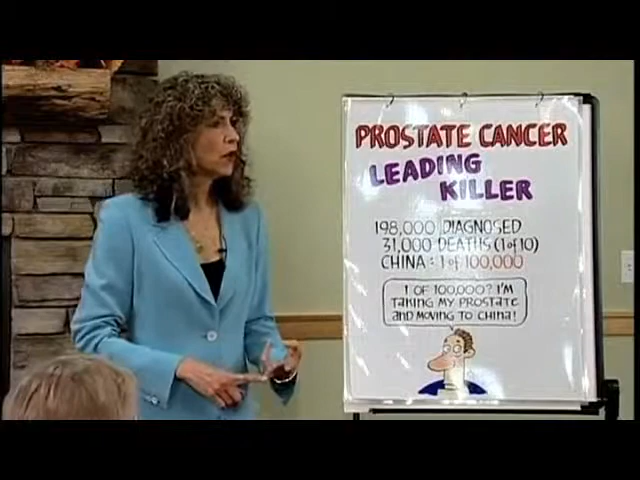 PROSTATE CANCER
LEADING
KILLER
198,000 DIAGNOSED
31,000 DEATHS (1 of 10)
CHINA : 1 of 100,000
1 OF 100,000? I'M
TAKING MY PROSTATE
AND MOVING TO CHINA!